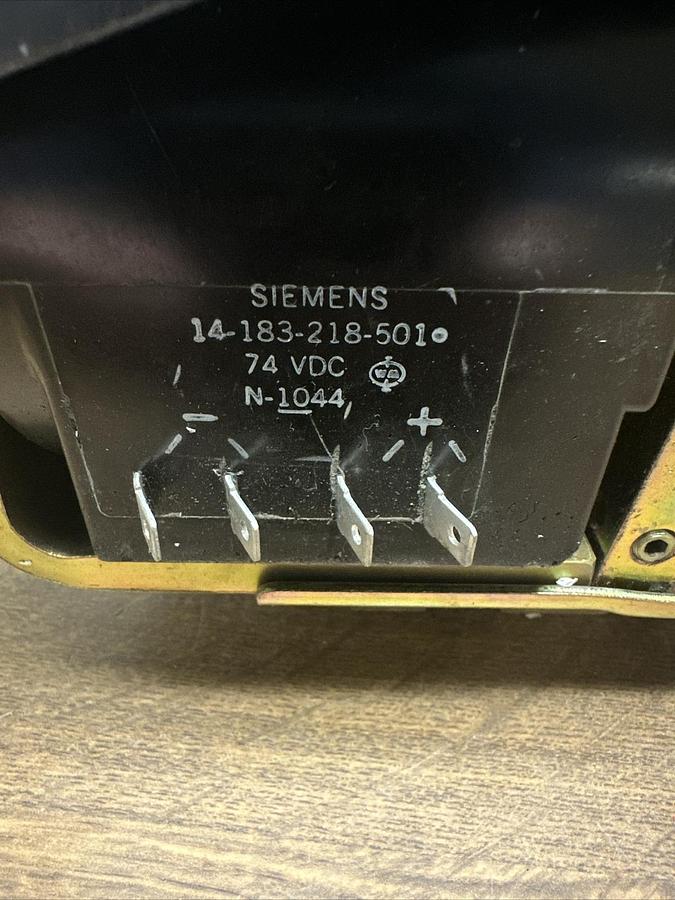 SIEMENS
14-183-218-501
74 VDC
N-1044
- +